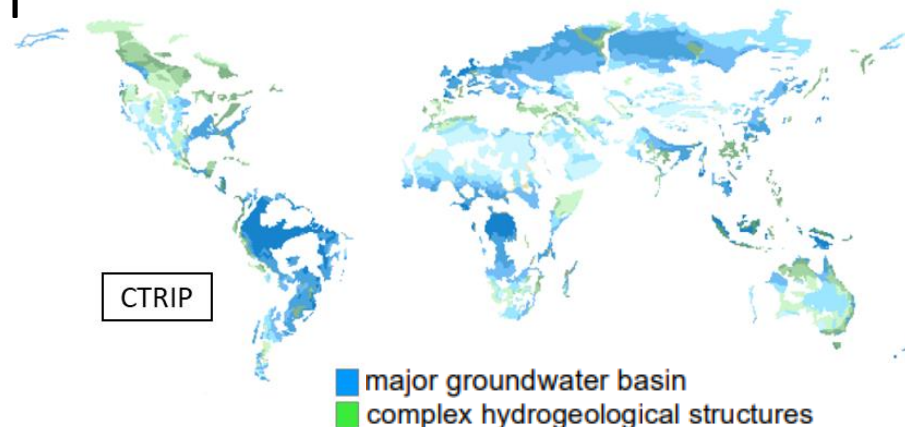 CTRIP
major groundwater basin
complex hydrogeological structures